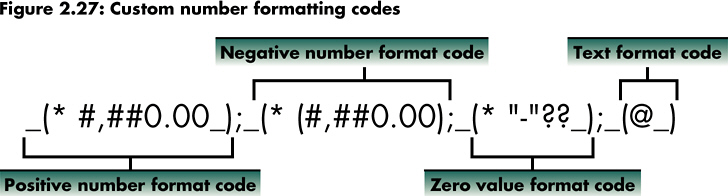 Figure 2.27: Custom number formatting codes
Negative number format code
Text format code
_(* #,##0.00_);_(* (#,##0.00);_(* "-"??_);_(@_)
Positive number format code
Zero value format code